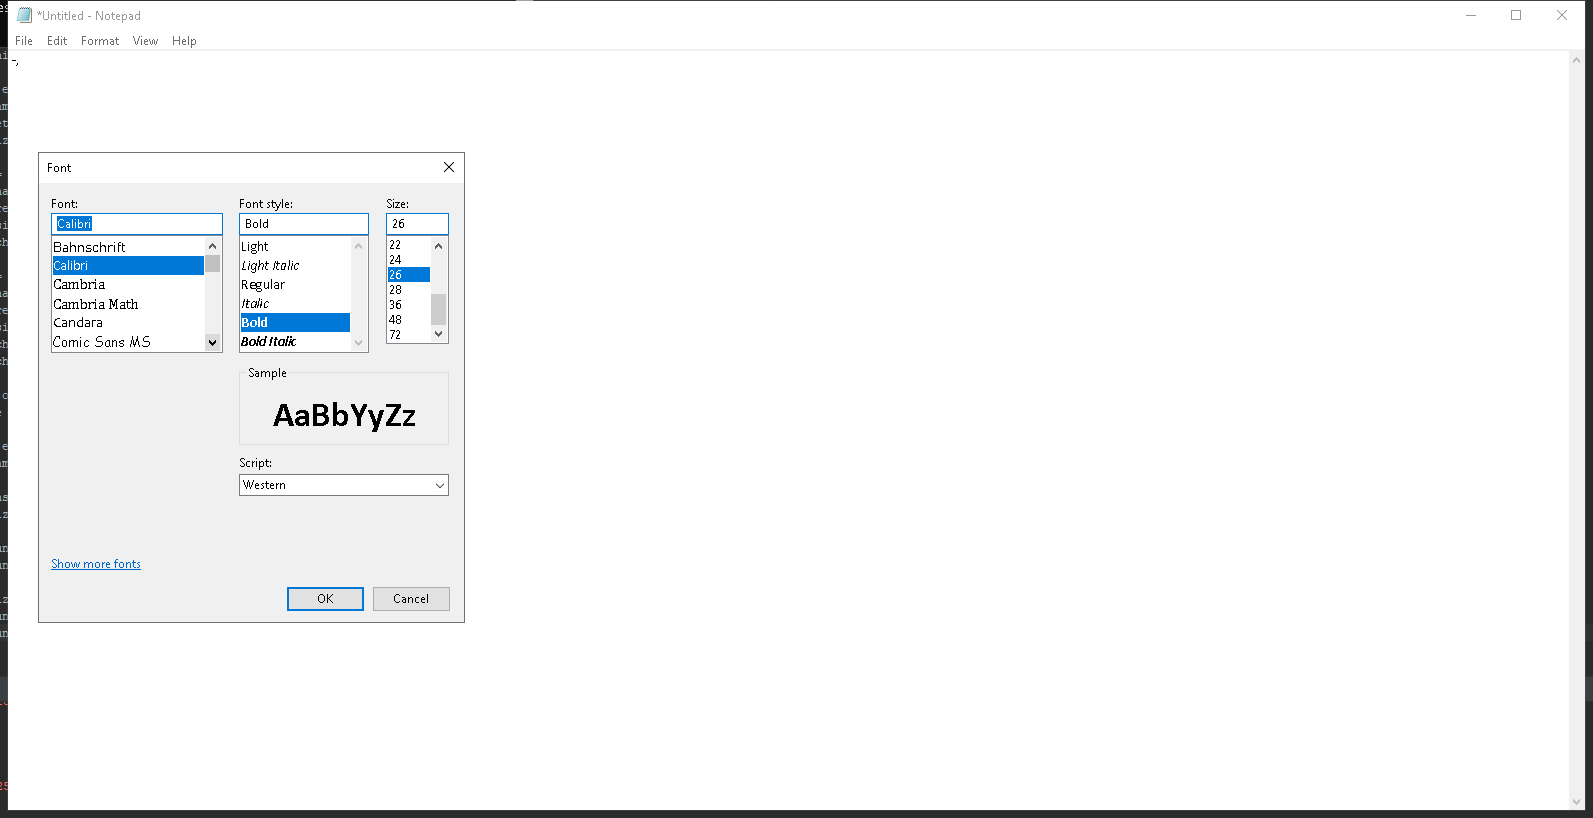 *Untitled - Notepad
File Edit Format View Help
Font
Font: Font style: Size:
Calibri Bold 26
Bahnschrift
Calibri
Cambria
Cambria Math
Candara
Comic Sans MS
Light
Light Italic
Regular
Italic
Bold
Bold Italic
22
24
26
28
36
48
72
Sample
AaBbYyZz
Script:
Western
Show more fonts
OK Cancel